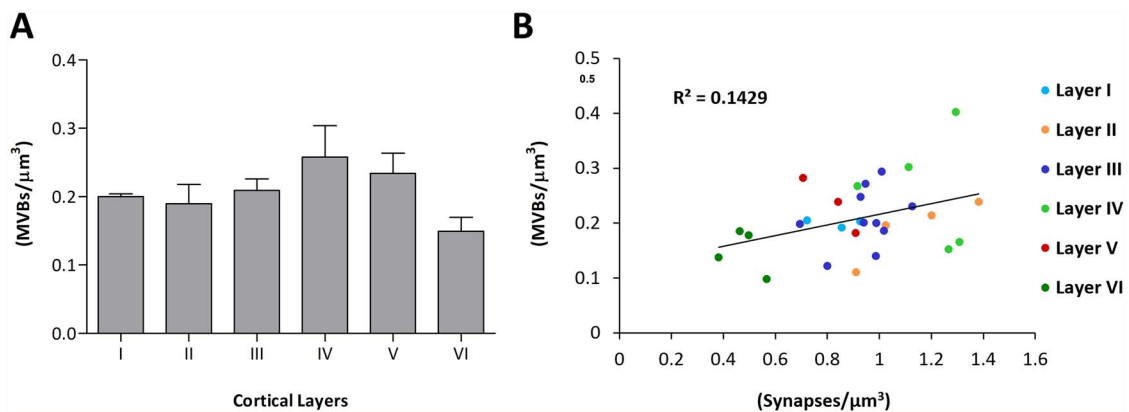 A
(MVBs/μm³)
0.4
0.3
0.2
0.1
0.0
I II III IV V VI
Cortical Layers
B
(MVBs/μm³)
0.5
0.5
0.4
0.3
0.2
0.1
0
R² = 0.1429
0 0.2 0.4 0.6 0.8 1 1.2 1.4 1.6
(Synapses/μm³)
Layer I
Layer II
Layer III
Layer IV
Layer V
Layer VI